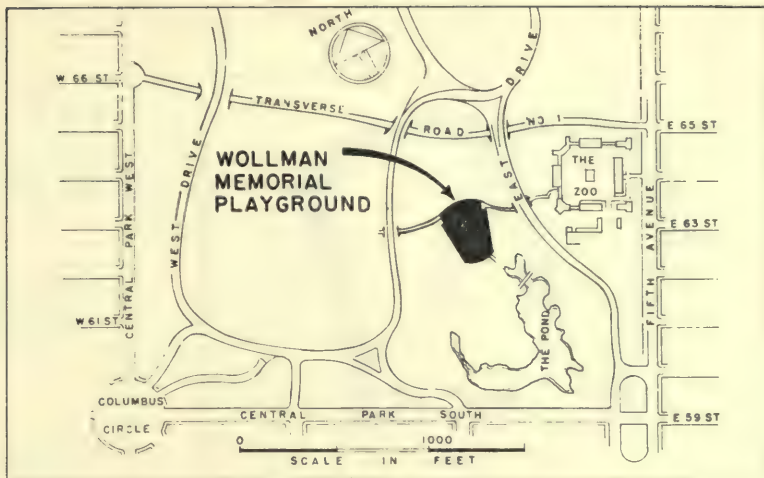 NORTH
W 66 ST
TRANSVERSE
ROAD
NO 1
E 65 ST
DRIVE
EAST
THE
ZOO
WOLLMAN
MEMORIAL
PLAYGROUND
WEST
DRIVE
CENTRAL PARK WEST
FIFTH AVENUE
E 63 ST
W 61 ST
THE POND
COLUMBUS
CIRCLE
CENTRAL PARK SOUTH
E 59 ST
0 1000
SCALE IN FEET